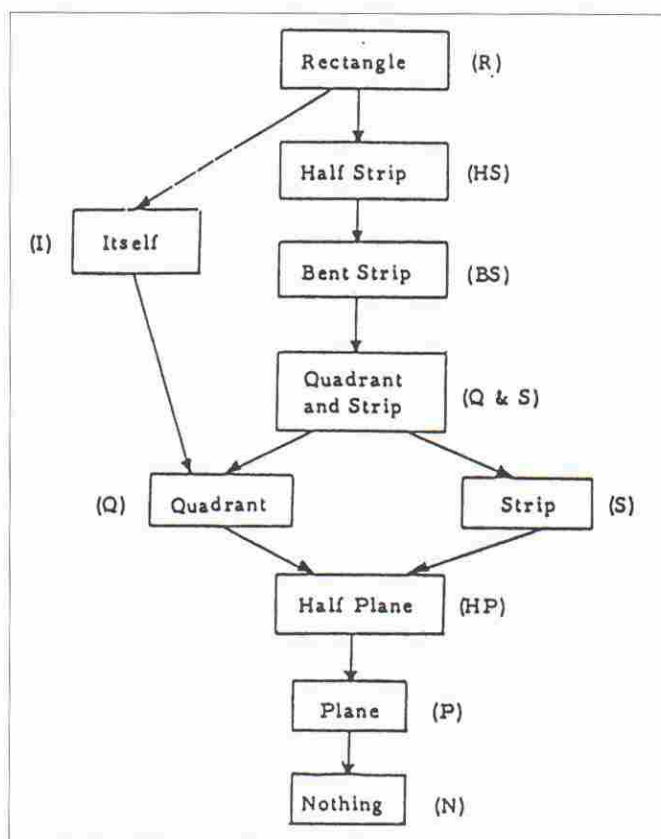 Rectangle (R)
Half Strip (HS)
(I) Itself
Bent Strip (BS)
Quadrant
and Strip (Q & S)
(Q) Quadrant
Strip (S)
Half Plane (HP)
Plane (P)
Nothing (N)